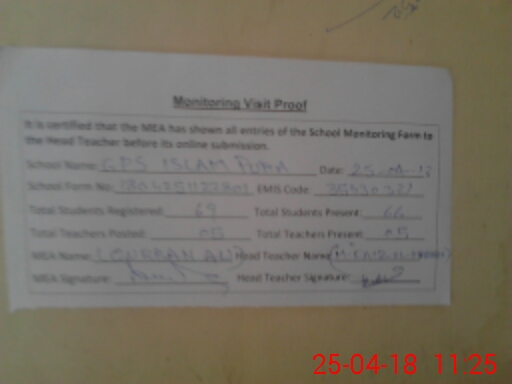 Monitoring Visit Proof
It is certified that the MEA has shown all entries of the School Monitoring Form to
the Head Teacher before its online submission.
School Name: GPS ISLAM PURA Date: 25-04-18
School Form No: EMIS Code:
Total Students Registered: 69 Total Students Present:
Total Teachers Posted: 05 Total Teachers Present: 05
MEA Name: Head Teacher Name:
MEA Signature: Head Teacher Signature:
25-04-18 11:25